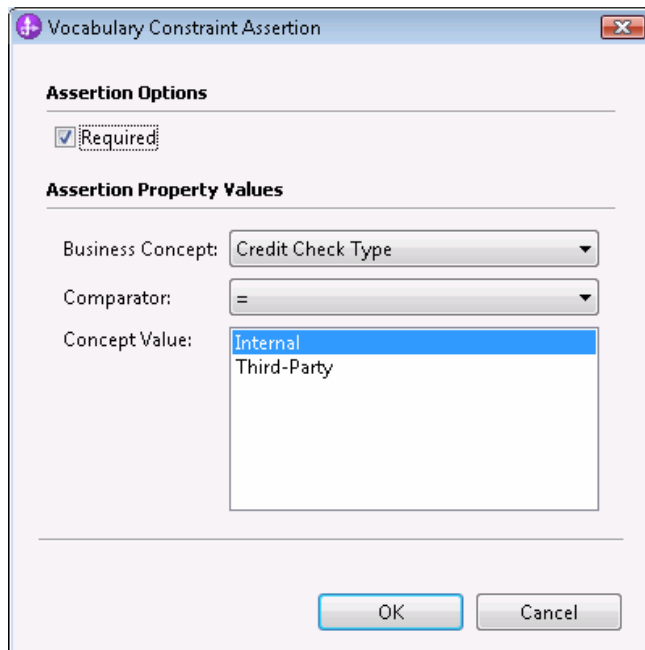 Vocabulary Constraint Assertion
Assertion Options
Required
Assertion Property Values
Business Concept: Credit Check Type
Comparator: =
Concept Value: Internal
Third-Party
OK Cancel